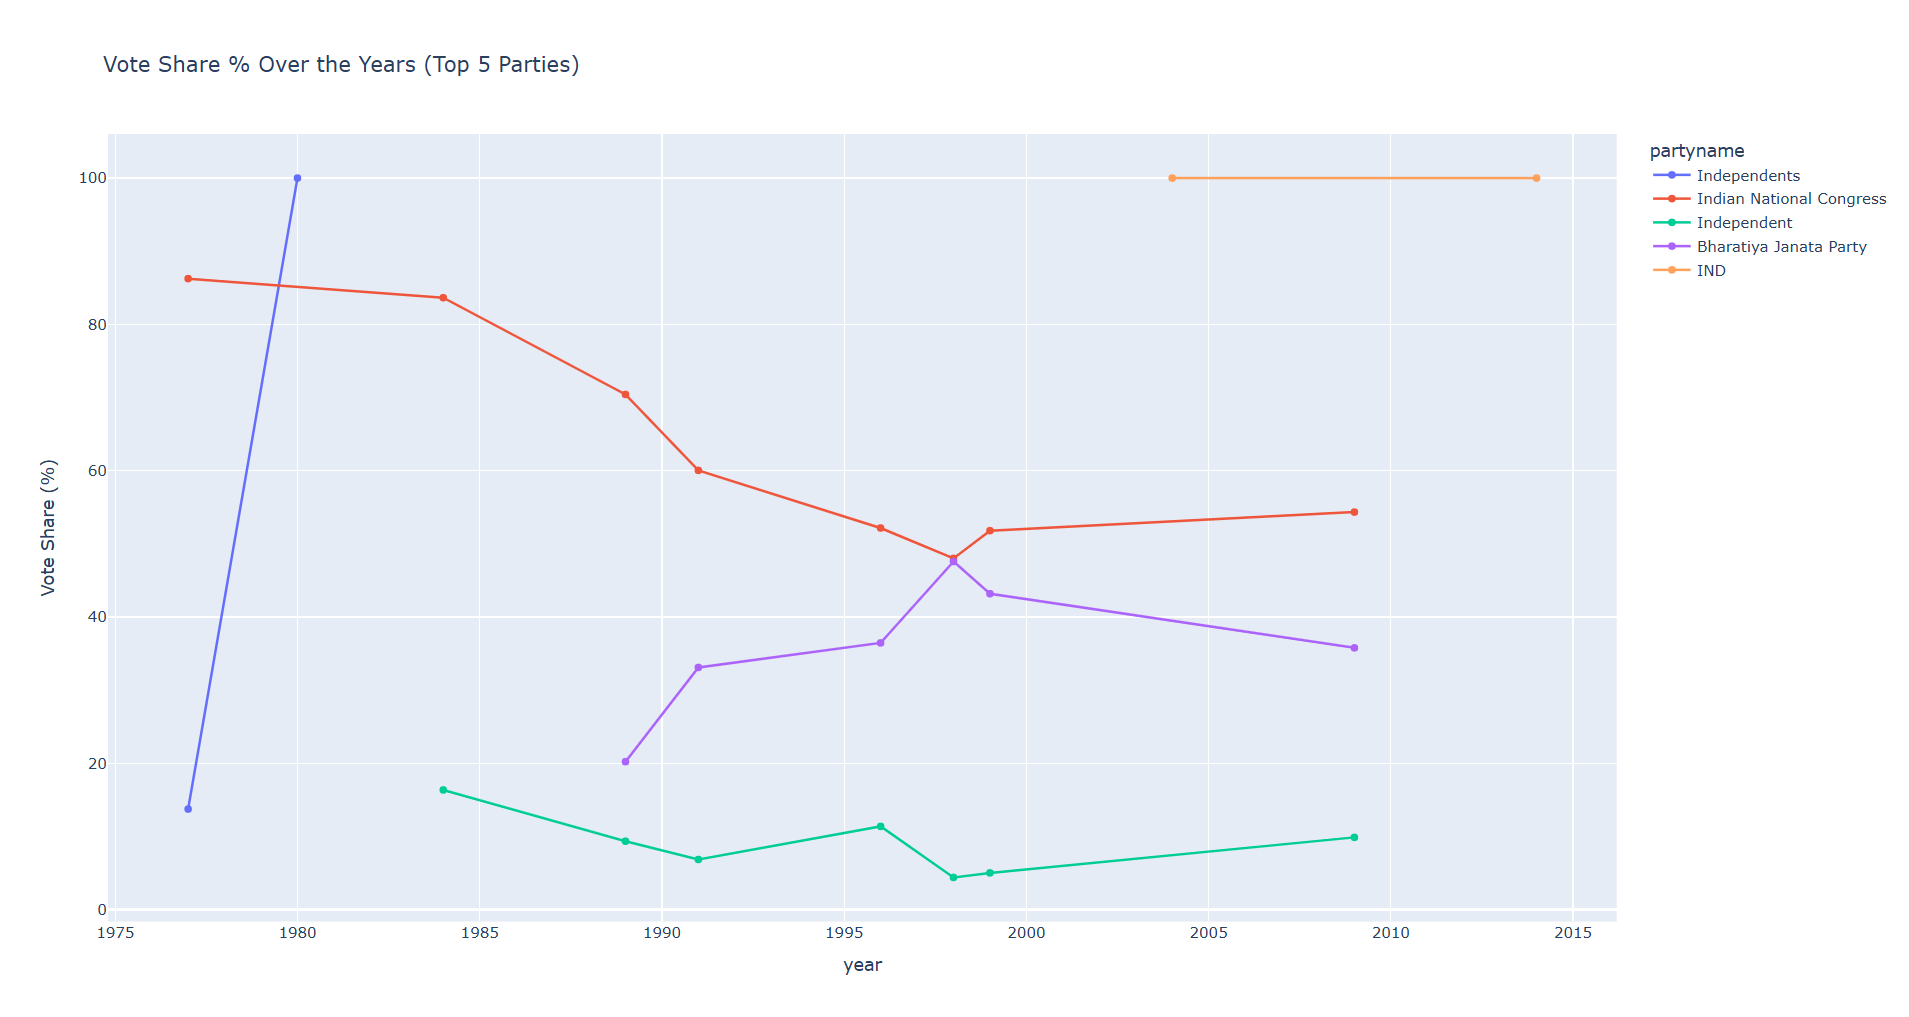 Vote Share % Over the Years (Top 5 Parties)
partyname
Independents
Indian National Congress
Independent
Bharatiya Janata Party
IND
Vote Share (%)
100
80
60
40
20
0
1975 1980 1985 1990 1995 2000 2005 2010 2015
year